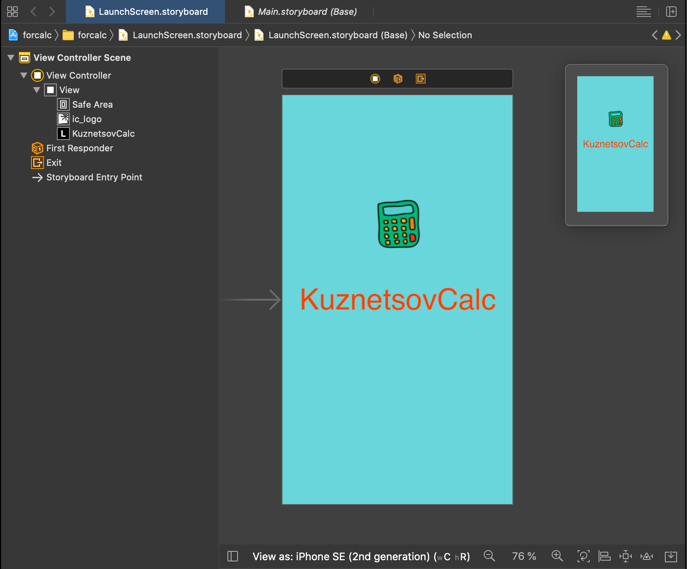 LaunchScreen.storyboard
Main.storyboard (Base)
forcalc
forcalc
LaunchScreen.storyboard
LaunchScreen.storyboard (Base)
No Selection
View Controller Scene
View Controller
View
Safe Area
ic_logo
L KuznetsovCalc
First Responder
Exit
Storyboard Entry Point
KuznetsovCalc
KuznetsovCalc
View as: iPhone SE (2nd generation) (wC hR)
76 %